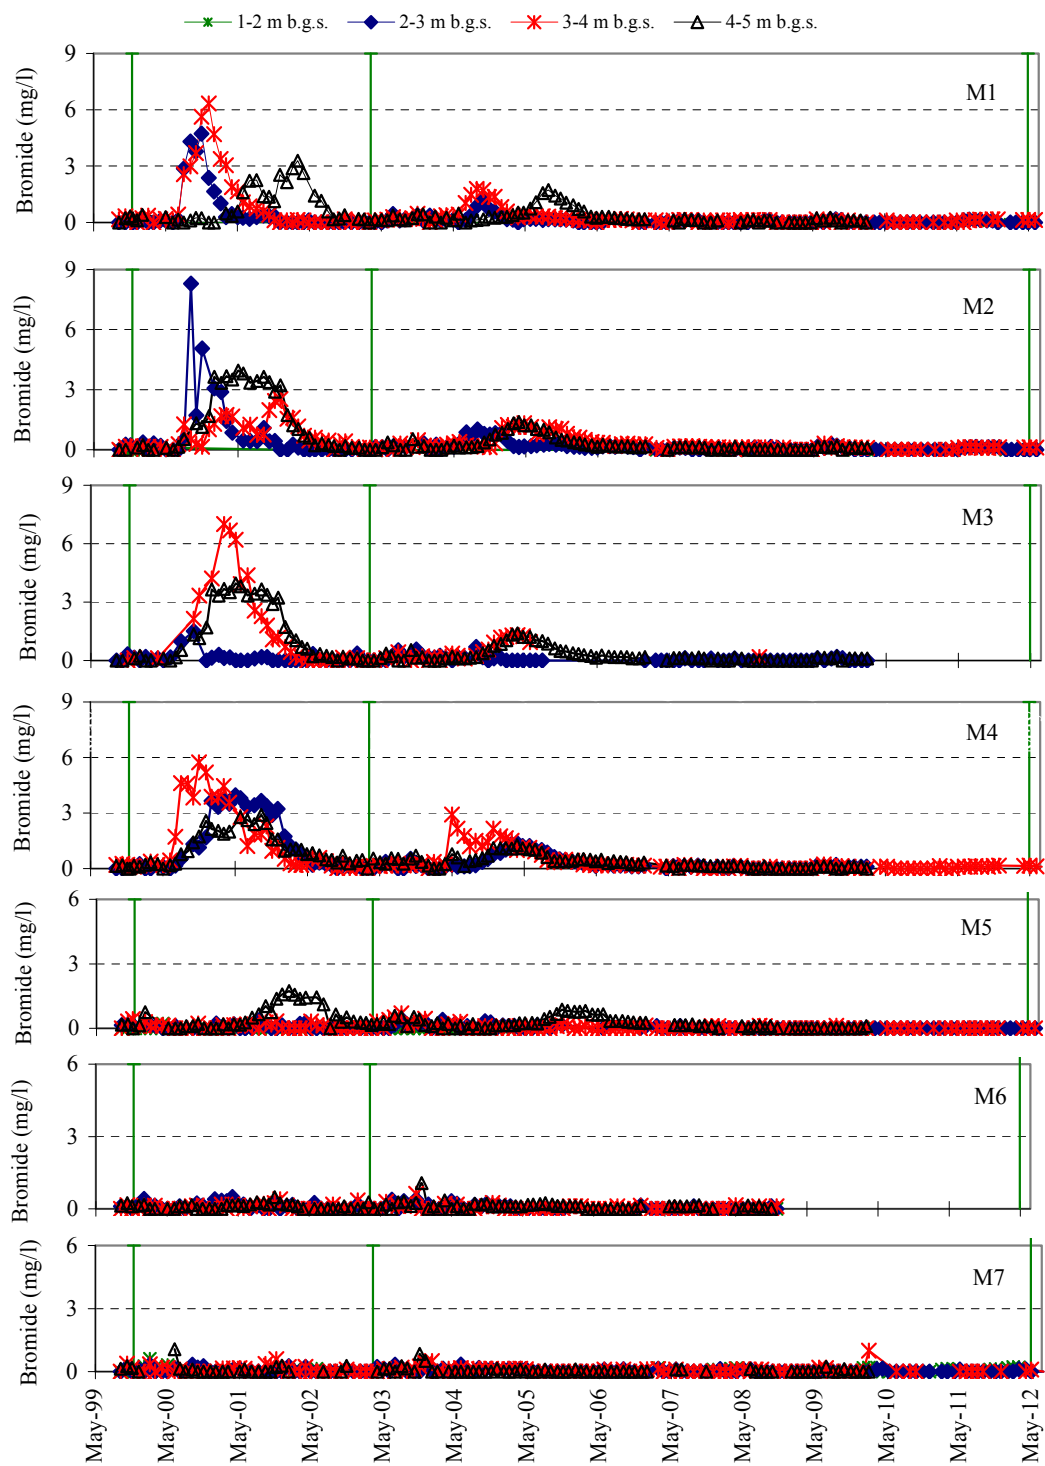 1-2 m b.g.s. 2-3 m b.g.s. 3-4 m b.g.s. 4-5 m b.g.s.
Bromide (mg/l)
9
6
3
0
M1
Bromide (mg/l)
9
6
3
0
M2
Bromide (mg/l)
9
6
3
0
M3
Bromide (mg/l)
9
6
3
0
M4
Bromide (mg/l)
6
3
0
M5
Bromide (mg/l)
6
3
0
M6
Bromide (mg/l)
6
3
0
M7
May-99 May-00 May-01 May-02 May-03 May-04 May-05 May-06 May-07 May-08 May-09 May-10 May-11 May-12